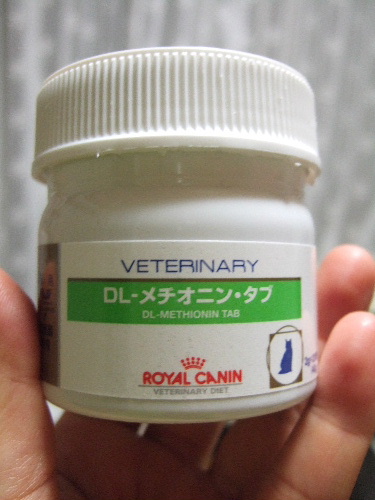 VETERINARY
DL-メチオニン・タブ
DL-METHIONIN TAB
ROYAL CANIN
VETERINARY DIET